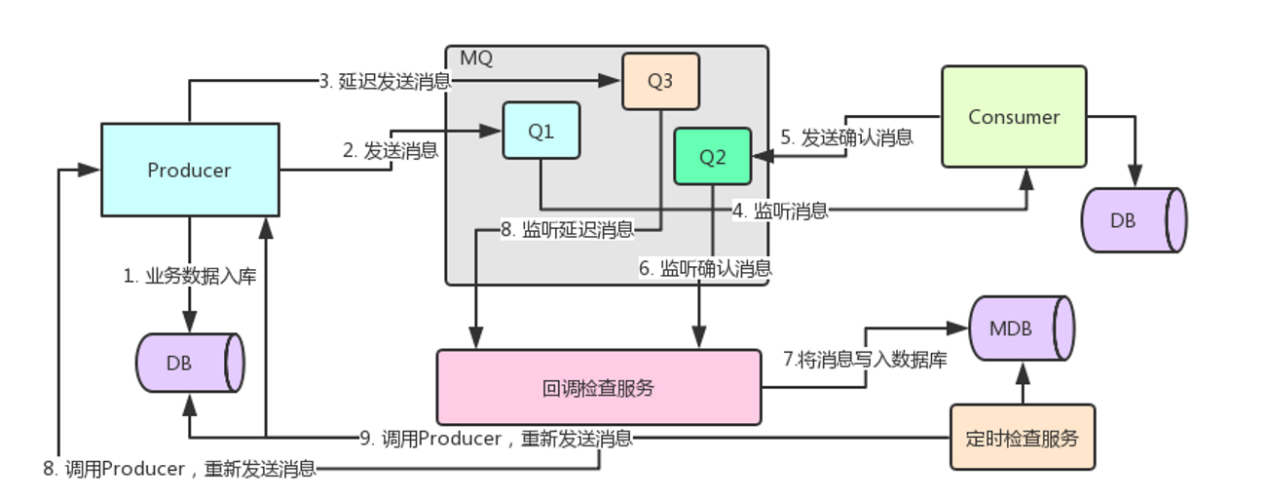 MQ
3. 延迟发送消息
Q3
Q1
Consumer
2. 发送消息
5. 发送确认消息
Q2
Producer
4. 监听消息
DB
8. 监听延迟消息
6. 监听确认消息
1. 业务数据入库
MDB
DB
7.将消息写入数据库
回调检查服务
9. 调用Producer，重新发送消息
定时检查服务
8. 调用Producer，重新发送消息